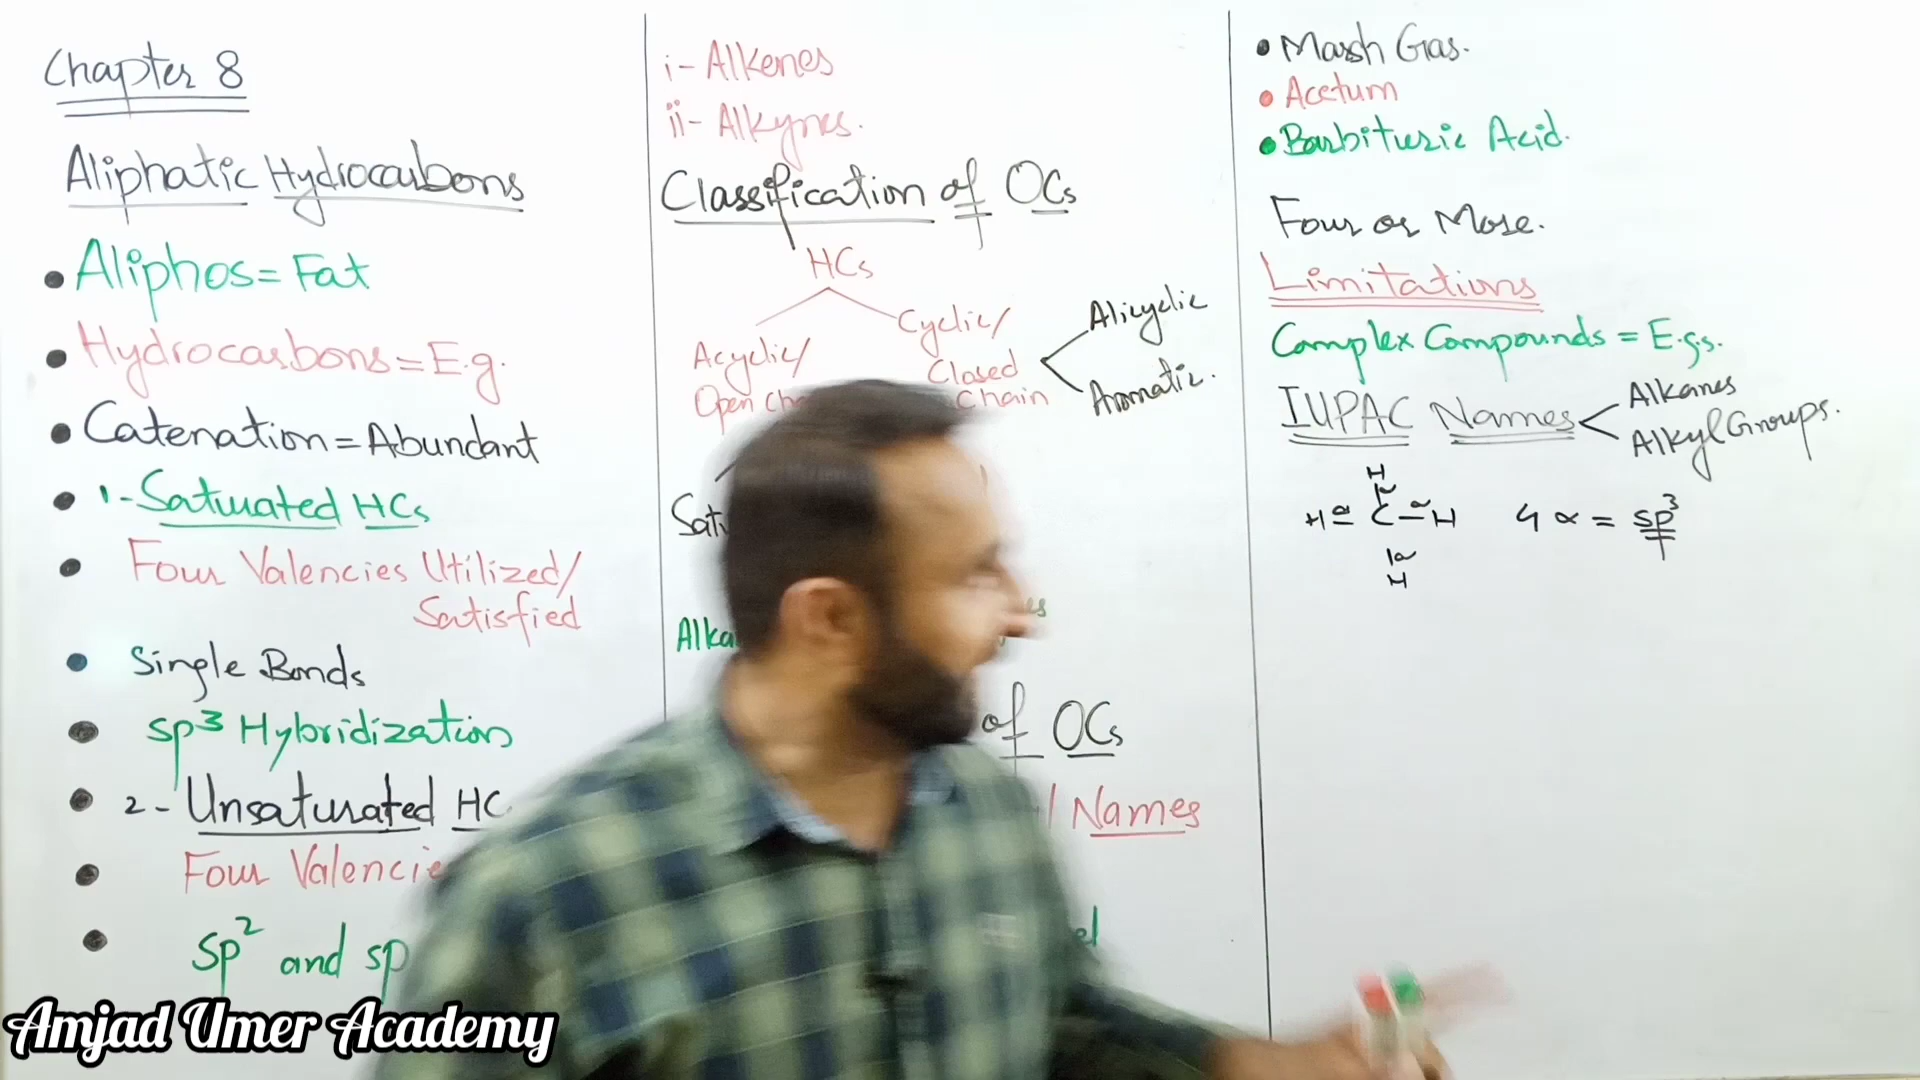 Chapter 8
Aliphatic Hydrocarbons
• Aliphos = Fat
• Hydrocarbons = E.g.
• Catenation = Abundant
• 1- Saturated HCs
• Four Valencies Utilized/
Satisfied
• Single Bonds
• sp³ Hybridization
• 2- Unsaturated HC
• Four Valencie
• sp² and sp
Amjad Umer Academy
i- Alkenes
ii- Alkynes.
Classification of OCs
HCs
Acyclic/
Open
Cyclic/
Closed
Chain
Alicyclic
Aromatic.
of OCs
Names
• Marsh Gas.
• Acetum
• Barbituric Acid.
Four or More.
Limitations
Complex Compounds = E.gs.
IUPAC Names
Alkanes
Alkyl Groups.
H
H C H
H
4 ∝ = sp³